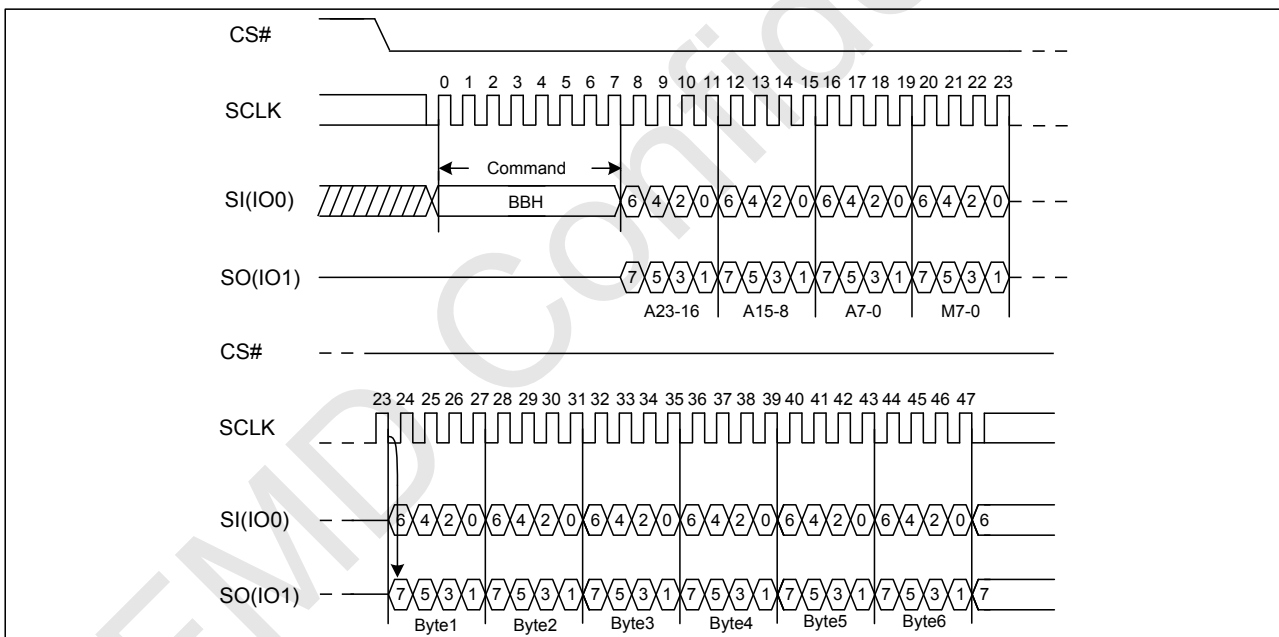 CS#
0 1 2 3 4 5 6 7 8 9 10 11 12 13 14 15 16 17 18 19 20 21 22 23
SCLK
Command
SI(IO0) BBH 6 4 2 0 6 4 2 0 6 4 2 0 6 4 2 0
SO(IO1) 7 5 3 1 7 5 3 1 7 5 3 1 7 5 3 1
A23-16 A15-8 A7-0 M7-0
CS#
23 24 25 26 27 28 29 30 31 32 33 34 35 36 37 38 39 40 41 42 43 44 45 46 47
SCLK
SI(IO0) 6 4 2 0 6 4 2 0 6 4 2 0 6 4 2 0 6 4 2 0 6 4 2 0 6
SO(IO1) 7 5 3 1 7 5 3 1 7 5 3 1 7 5 3 1 7 5 3 1 7 5 3 1 7
Byte1 Byte2 Byte3 Byte4 Byte5 Byte6